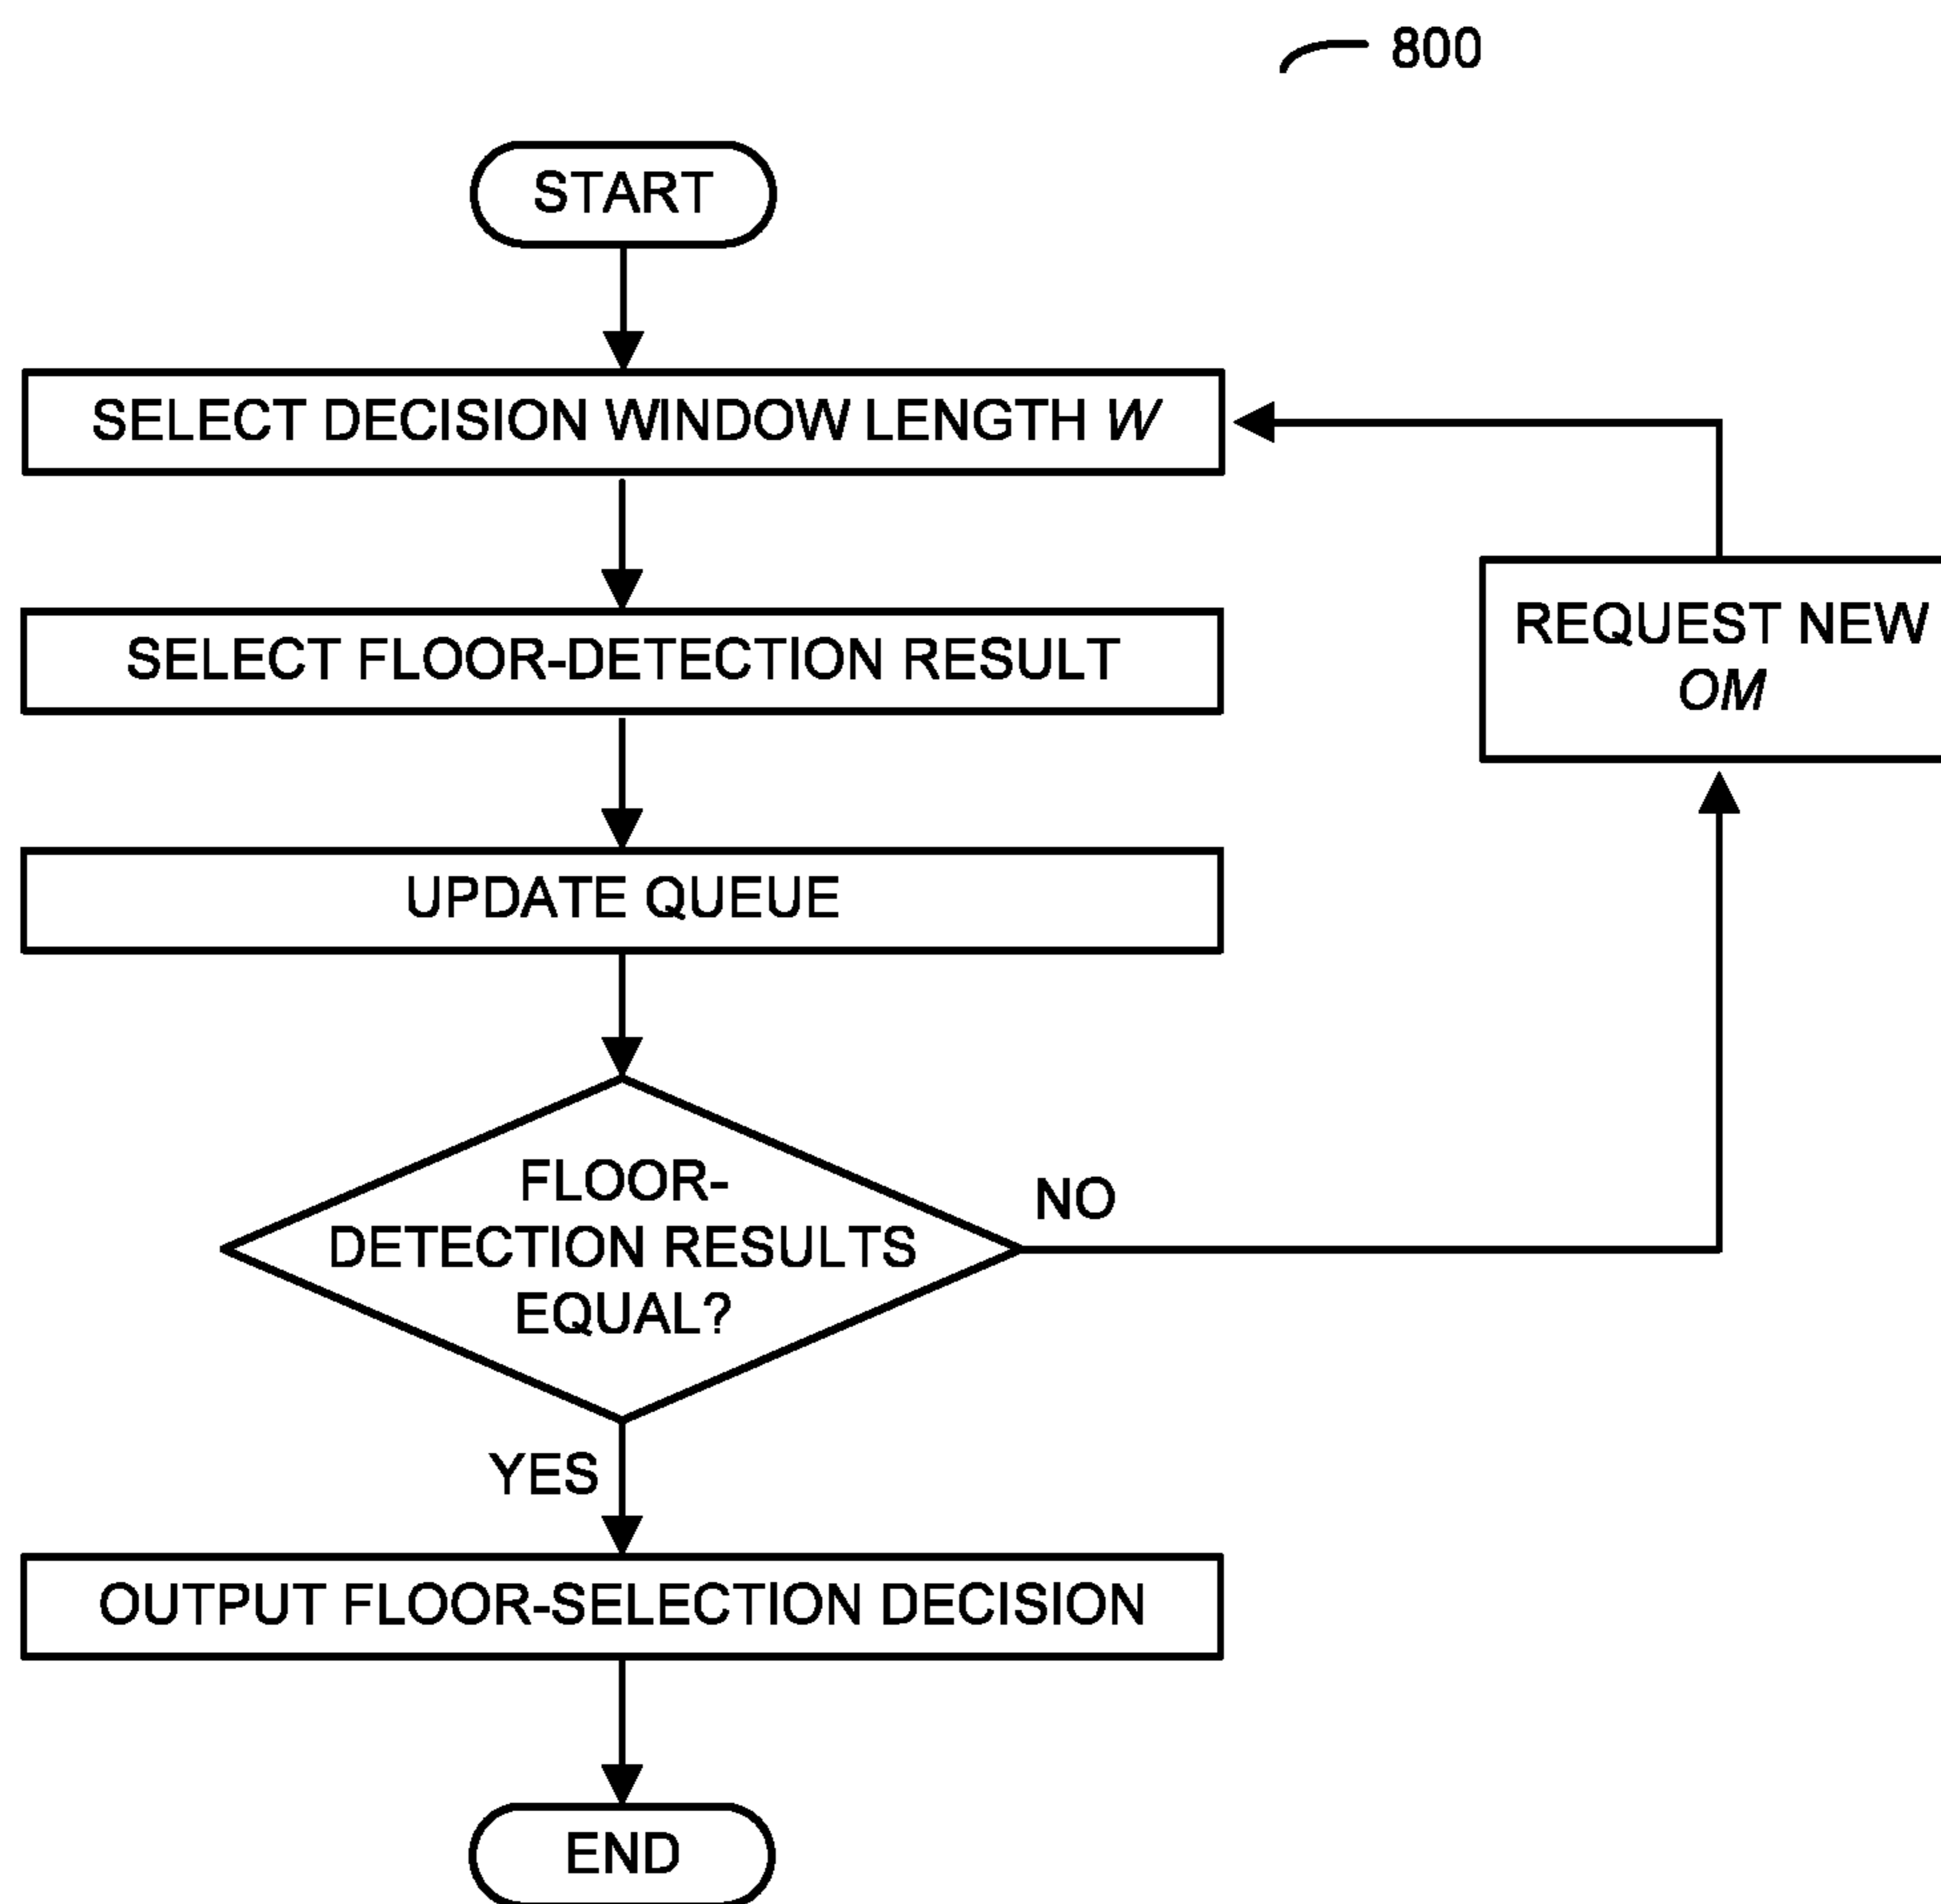 800
START
SELECT DECISION WINDOW LENGTH W
SELECT FLOOR-DETECTION RESULT
REQUEST NEW
OM
UPDATE QUEUE
FLOOR-
DETECTION RESULTS
EQUAL?
NO
YES
OUTPUT FLOOR-SELECTION DECISION
END